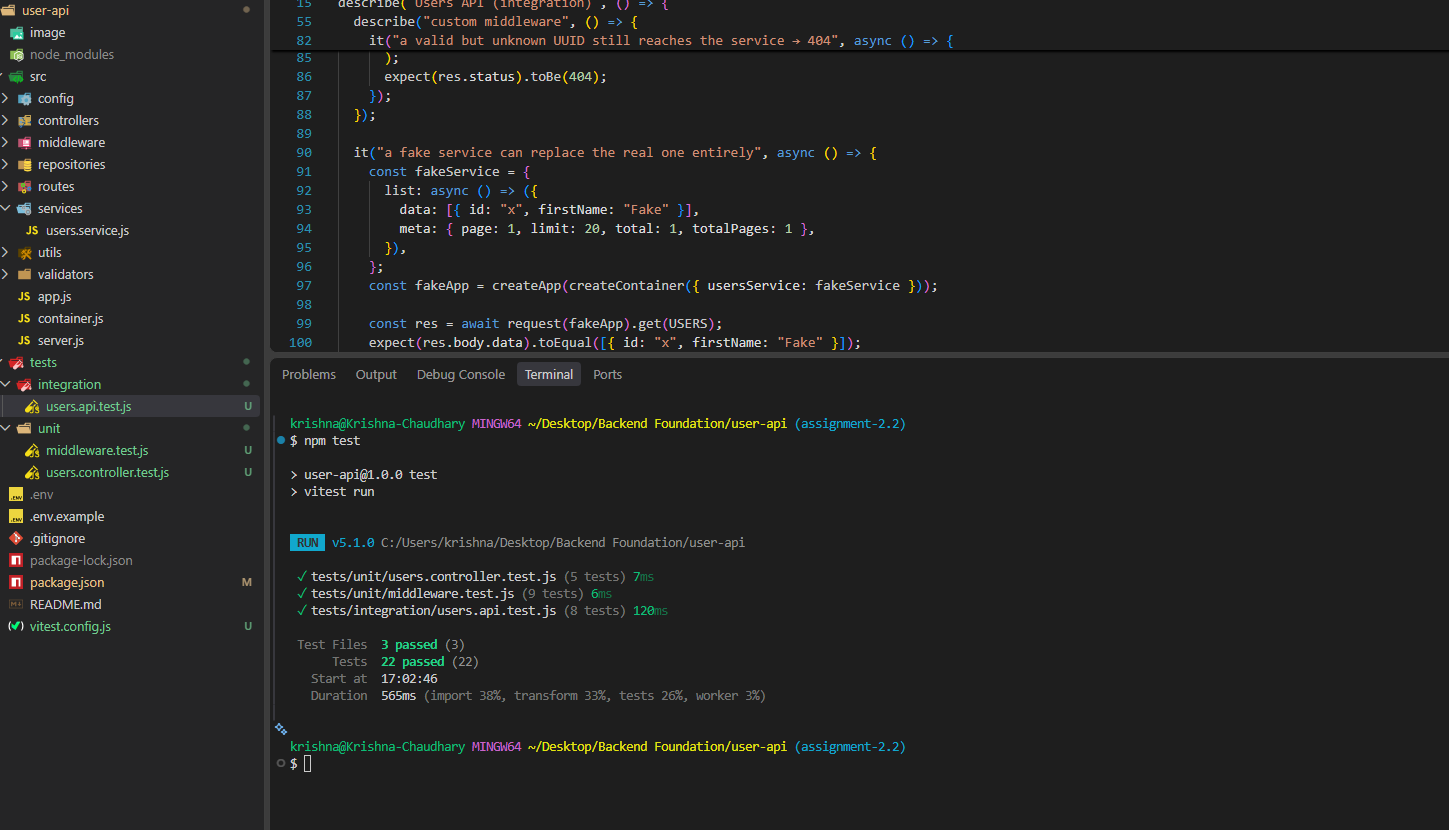 user-api
image
node_modules
src
config
controllers
middleware
repositories
routes
services
JS users.service.js
utils
validators
JS app.js
JS container.js
JS server.js
tests
integration
users.api.test.js U
unit
middleware.test.js U
users.controller.test.js U
.env
.env.example
.gitignore
package-lock.json
package.json M
README.md
vitest.config.js U
15 describe("Users API (integration)", () => {
55 describe("custom middleware", () => {
82 it("a valid but unknown UUID still reaches the service → 404", async () => {
85 );
86 expect(res.status).toBe(404);
87 });
88 });
89
90 it("a fake service can replace the real one entirely", async () => {
91 const fakeService = {
92 list: async () => ({
93 data: [{ id: "x", firstName: "Fake" }],
94 meta: { page: 1, limit: 20, total: 1, totalPages: 1 },
95 }),
96 };
97 const fakeApp = createApp(createContainer({ usersService: fakeService }));
98
99 const res = await request(fakeApp).get(USERS);
100 expect(res.body.data).toEqual([{ id: "x", firstName: "Fake" }]);
Problems Output Debug Console Terminal Ports
krishna@Krishna-Chaudhary MINGW64 ~/Desktop/Backend Foundation/user-api (assignment-2.2)
$ npm test
> user-api@1.0.0 test
> vitest run
RUN v5.1.0 C:/Users/krishna/Desktop/Backend Foundation/user-api
✓ tests/unit/users.controller.test.js (5 tests) 7ms
✓ tests/unit/middleware.test.js (9 tests) 6ms
✓ tests/integration/users.api.test.js (8 tests) 120ms
Test Files 3 passed (3)
Tests 22 passed (22)
Start at 17:02:46
Duration 565ms (import 38%, transform 33%, tests 26%, worker 3%)
krishna@Krishna-Chaudhary MINGW64 ~/Desktop/Backend Foundation/user-api (assignment-2.2)
$